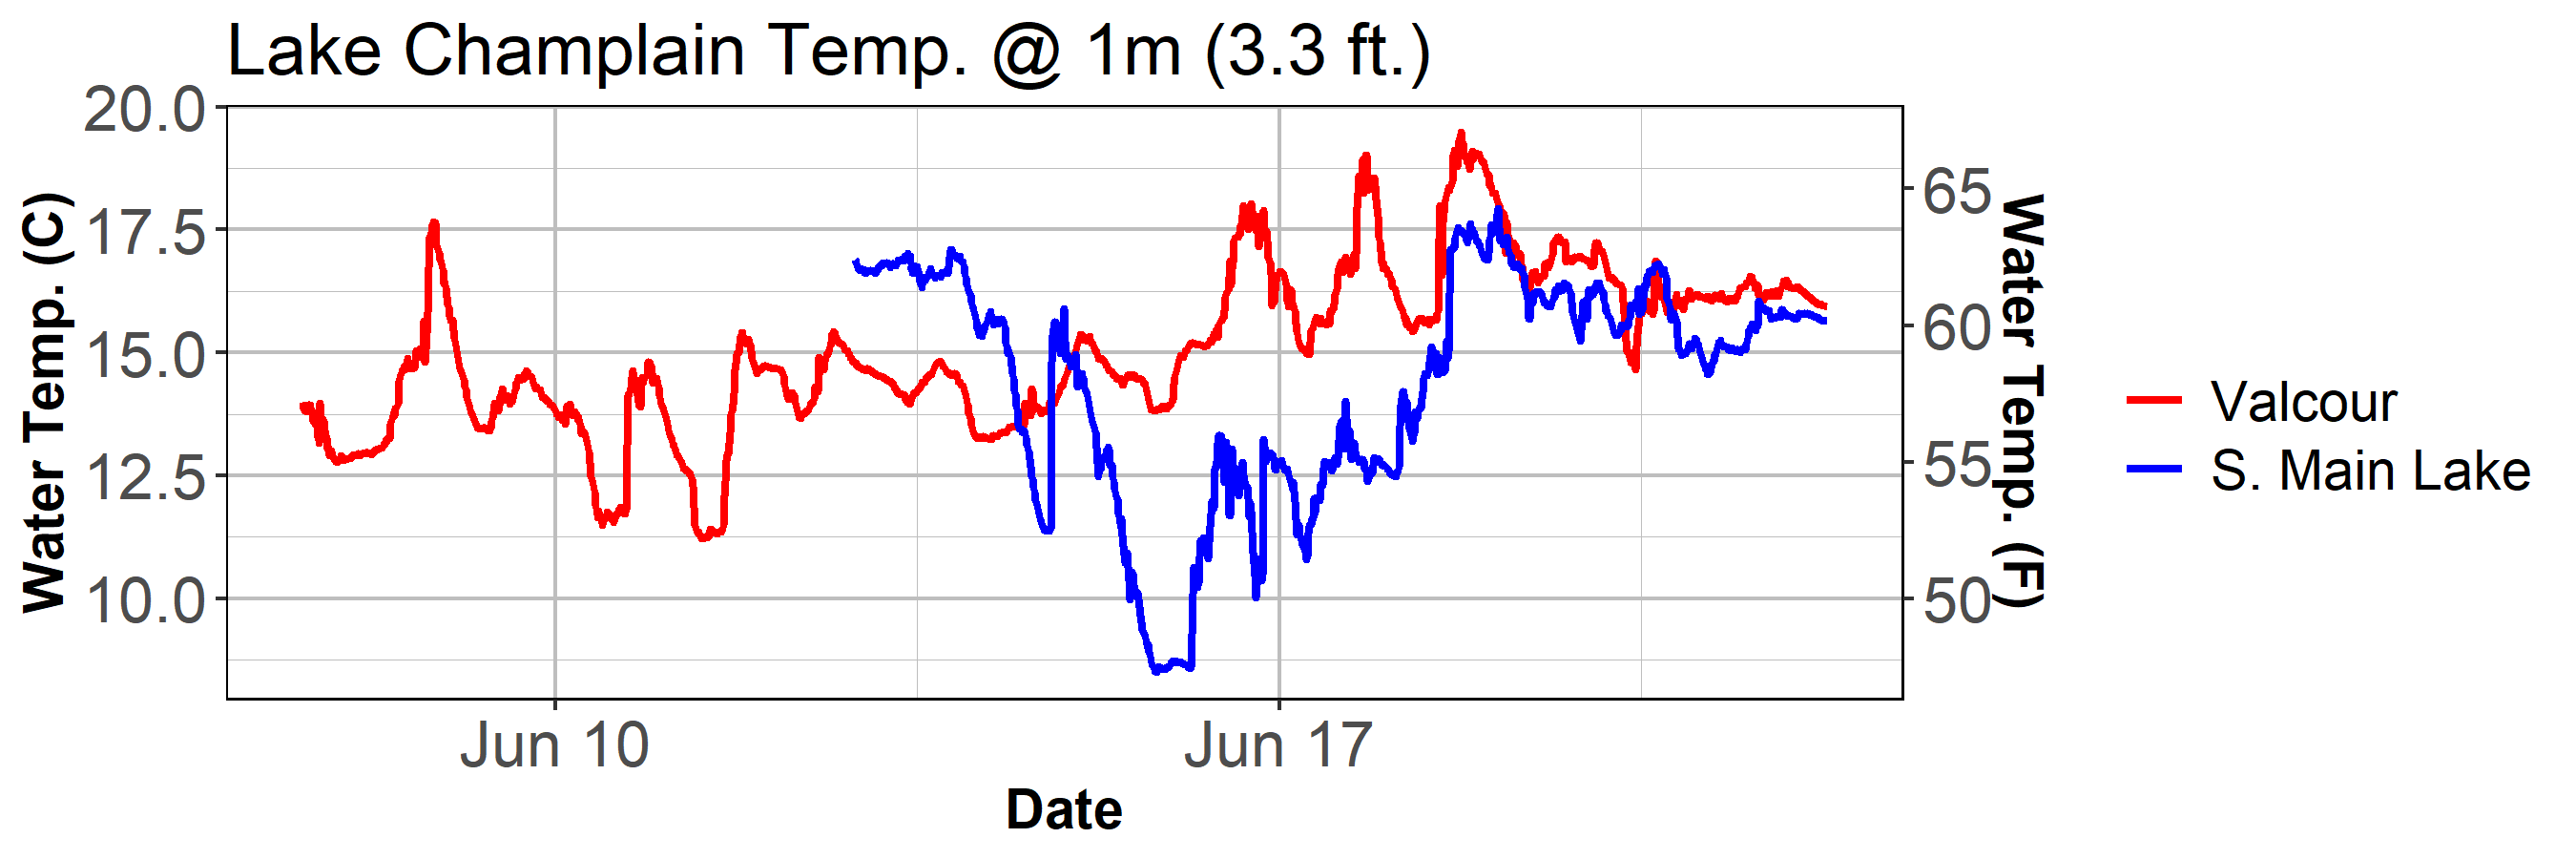 Lake Champlain Temp. @ 1m (3.3 ft.)
Water Temp. (C)
20.0
17.5
15.0
12.5
10.0
65
60
55
50
Water Temp. (F)
Jun 10
Jun 17
Date
Valcour
S. Main Lake